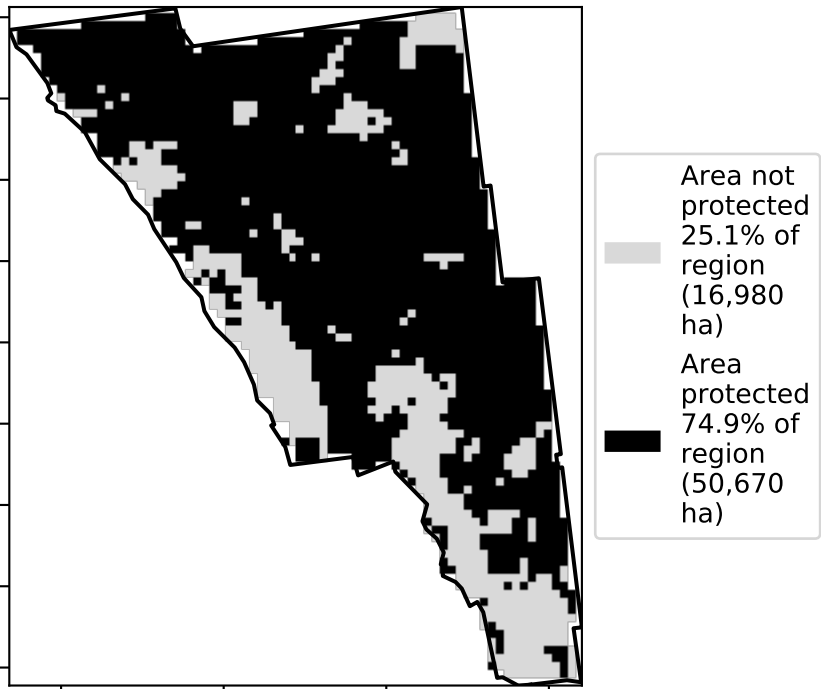 Area not
protected
25.1% of
region
(16,980
ha)
Area
protected
74.9% of
region
(50,670
ha)